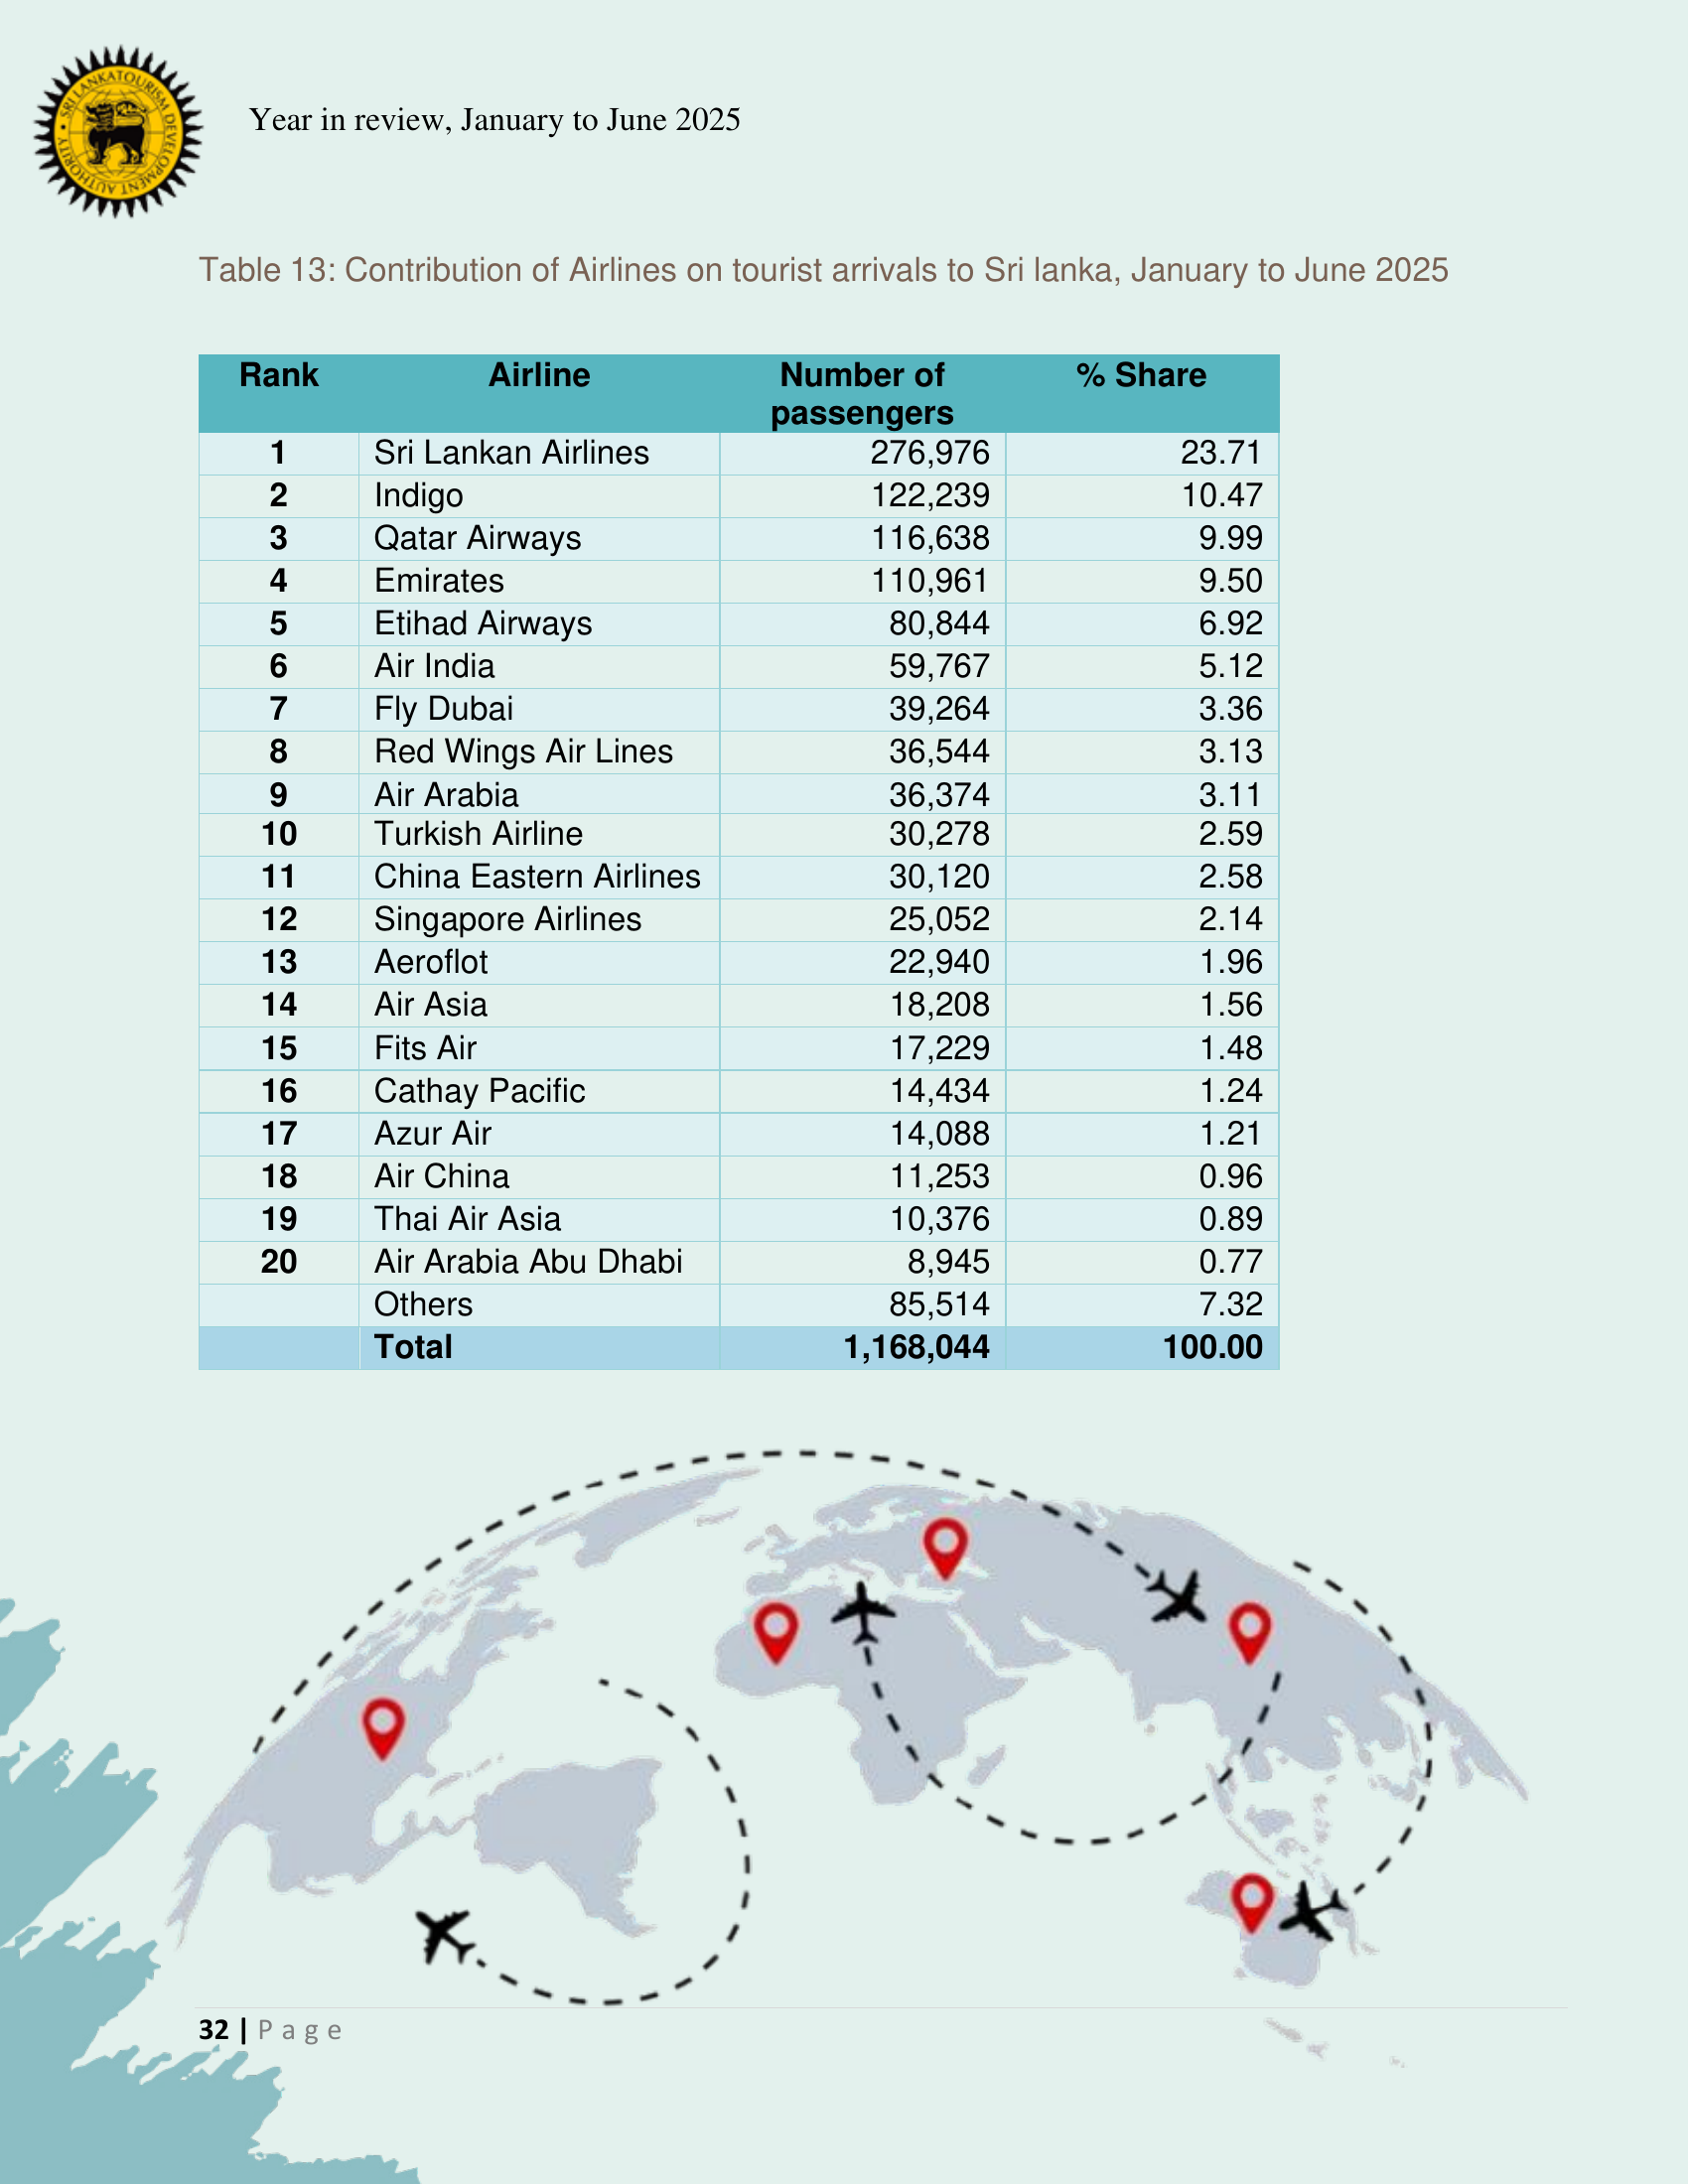 SRI LANKA TOURISM DEVELOPMENT AUTHORITY
Year in review, January to June 2025
Table 13: Contribution of Airlines on tourist arrivals to Sri lanka, January to June 2025
Rank Airline Number of passengers % Share
1 Sri Lankan Airlines 276,976 23.71
2 Indigo 122,239 10.47
3 Qatar Airways 116,638 9.99
4 Emirates 110,961 9.50
5 Etihad Airways 80,844 6.92
6 Air India 59,767 5.12
7 Fly Dubai 39,264 3.36
8 Red Wings Air Lines 36,544 3.13
9 Air Arabia 36,374 3.11
10 Turkish Airline 30,278 2.59
11 China Eastern Airlines 30,120 2.58
12 Singapore Airlines 25,052 2.14
13 Aeroflot 22,940 1.96
14 Air Asia 18,208 1.56
15 Fits Air 17,229 1.48
16 Cathay Pacific 14,434 1.24
17 Azur Air 14,088 1.21
18 Air China 11,253 0.96
19 Thai Air Asia 10,376 0.89
20 Air Arabia Abu Dhabi 8,945 0.77
Others 85,514 7.32
Total 1,168,044 100.00
32 | Page